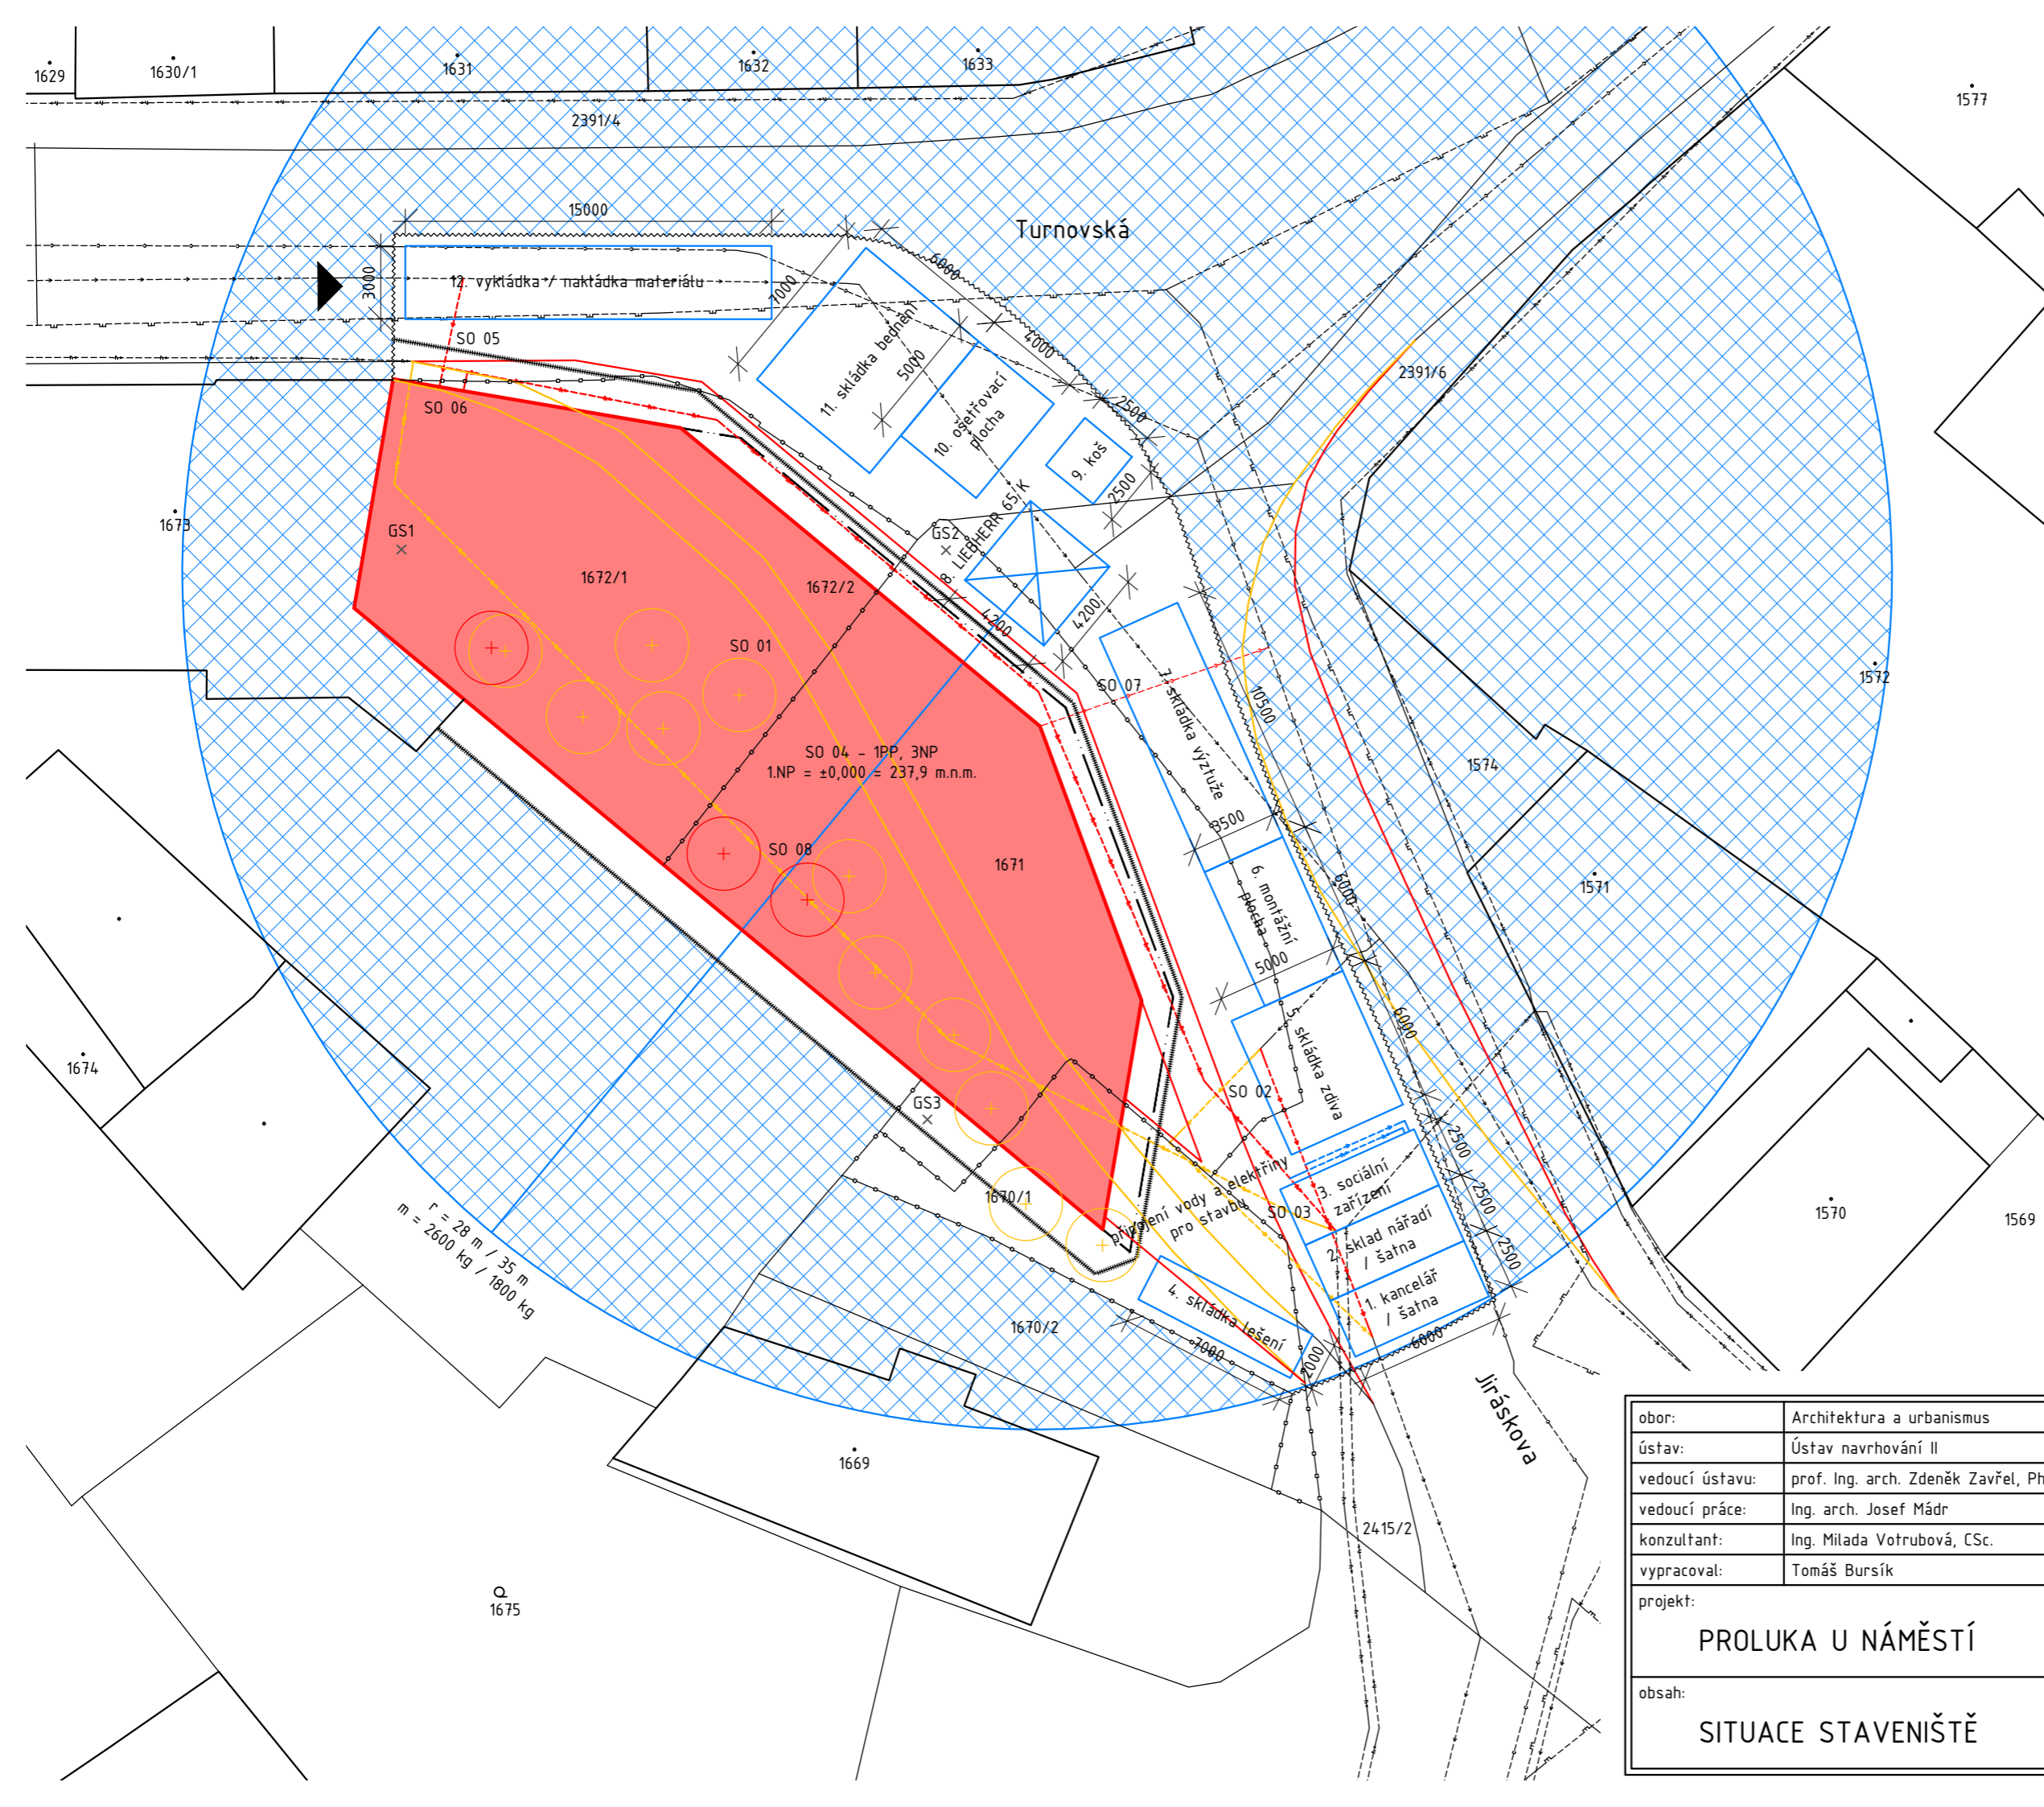 1629
1630/1
1631
1632
1633
1577
2391/4
15000
Turnovská
3000
12. vykládka / nakládka materiálu
7000
6000
SO 05
11. skládka bednění
5000
4000
2391/6
SO 06
10. ošetřovací
plocha
2500
9. koš
2500
1673
GS1
GS2
8. LIEBHERR 65/K
1672/1
1672/2
4200
4200
SO 01
SO 07
1572
7. skládka výztuže
10500
SO 04 - 1PP, 3NP
1.NP = ±0,000 = 237,9 m.n.m.
1574
3500
SO 08
1671
6. montážní
plocha
6000
1571
5000
5. skládka zdiva
6000
1674
GS3
SO 02
2500
3. sociální
zařízení
2500
připojení vody a elektřiny
pro stavbu
1670/1
SO 03
2. sklad nářadí
/ šatna
2500
1570
1569
r = 28 m / 35 m
m = 2600 kg / 1800 kg
4. skládka lešení
1. kancelář
/ šatna
1670/2
7000
2000
6000
Jiráskova
1669
2415/2
1675
obor: Architektura a urbanismus
ústav: Ústav navrhování II
vedoucí ústavu: prof. Ing. arch. Zdeněk Zavřel, Ph
vedoucí práce: Ing. arch. Josef Mádr
konzultant: Ing. Milada Votrubová, CSc.
vypracoval: Tomáš Bursík
projekt:
PROLUKA U NÁMĚSTÍ
obsah:
SITUACE STAVENIŠTĚ